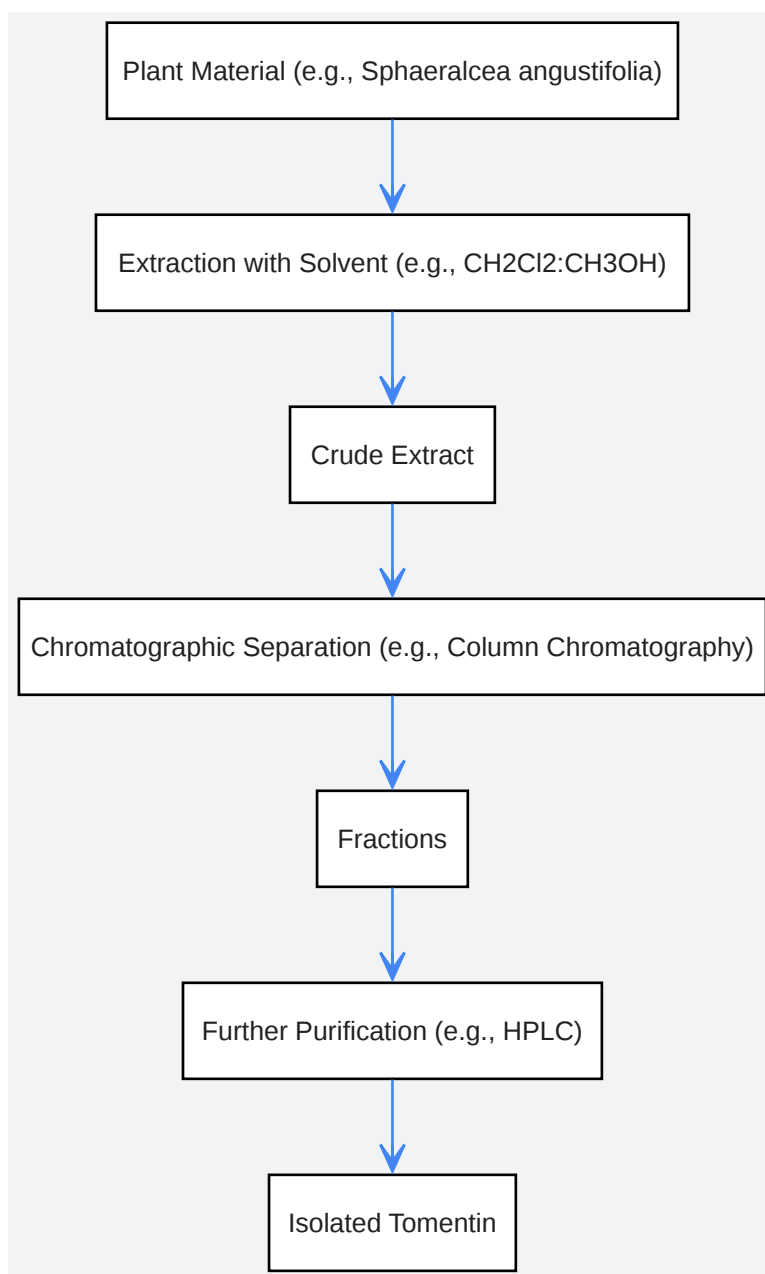 Plant Material (e.g., Sphaeralcea angustifolia)
Extraction with Solvent (e.g., CH2Cl2:CH3OH)
Crude Extract
Chromatographic Separation (e.g., Column Chromatography)
Fractions
Further Purification (e.g., HPLC)
Isolated Tomentin